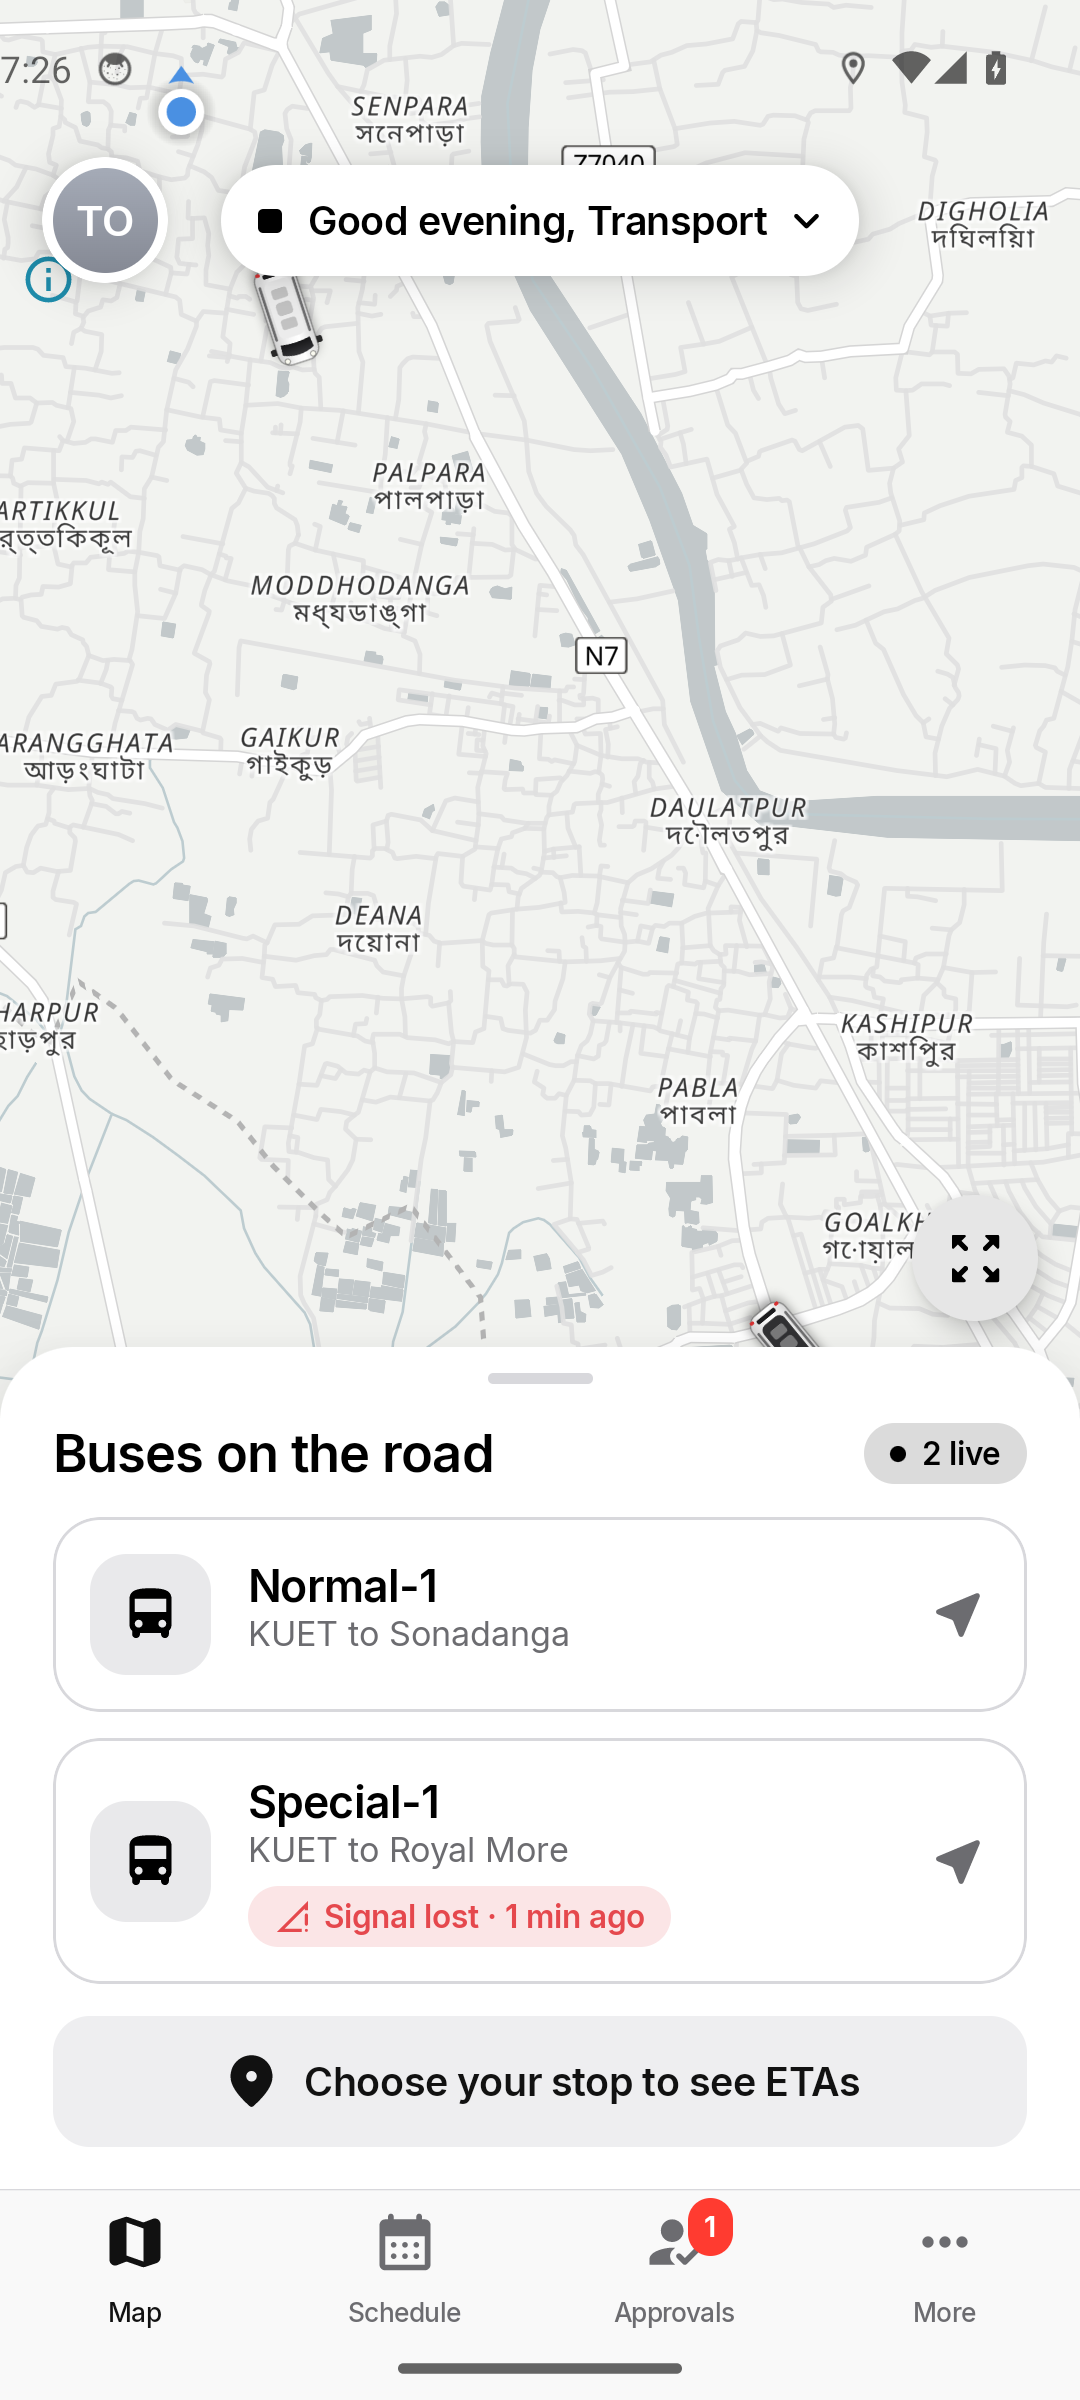 7:26
SENPARA
সেনপাড়া
Z7040
DIGHOLIA
দিঘলিয়া
TO
Good evening, Transport
PALPARA
পালপাড়া
ARTIKKUL
র্ত্তিককূল
MODDHODANGA
মধ্যডাঙ্গা
N7
ARANGGHATA
আড়ংঘাটা
GAIKUR
গাইকুড়
DAULATPUR
দৌলতপুর
DEANA
দেয়োনা
HARPUR
হাড়পুর
KASHIPUR
কাশিপুর
PABLA
পাবলা
GOALKH
গোয়াল
Buses on the road
2 live
Normal-1
KUET to Sonadanga
Special-1
KUET to Royal More
Signal lost · 1 min ago
Choose your stop to see ETAs
1
Map
Schedule
Approvals
More